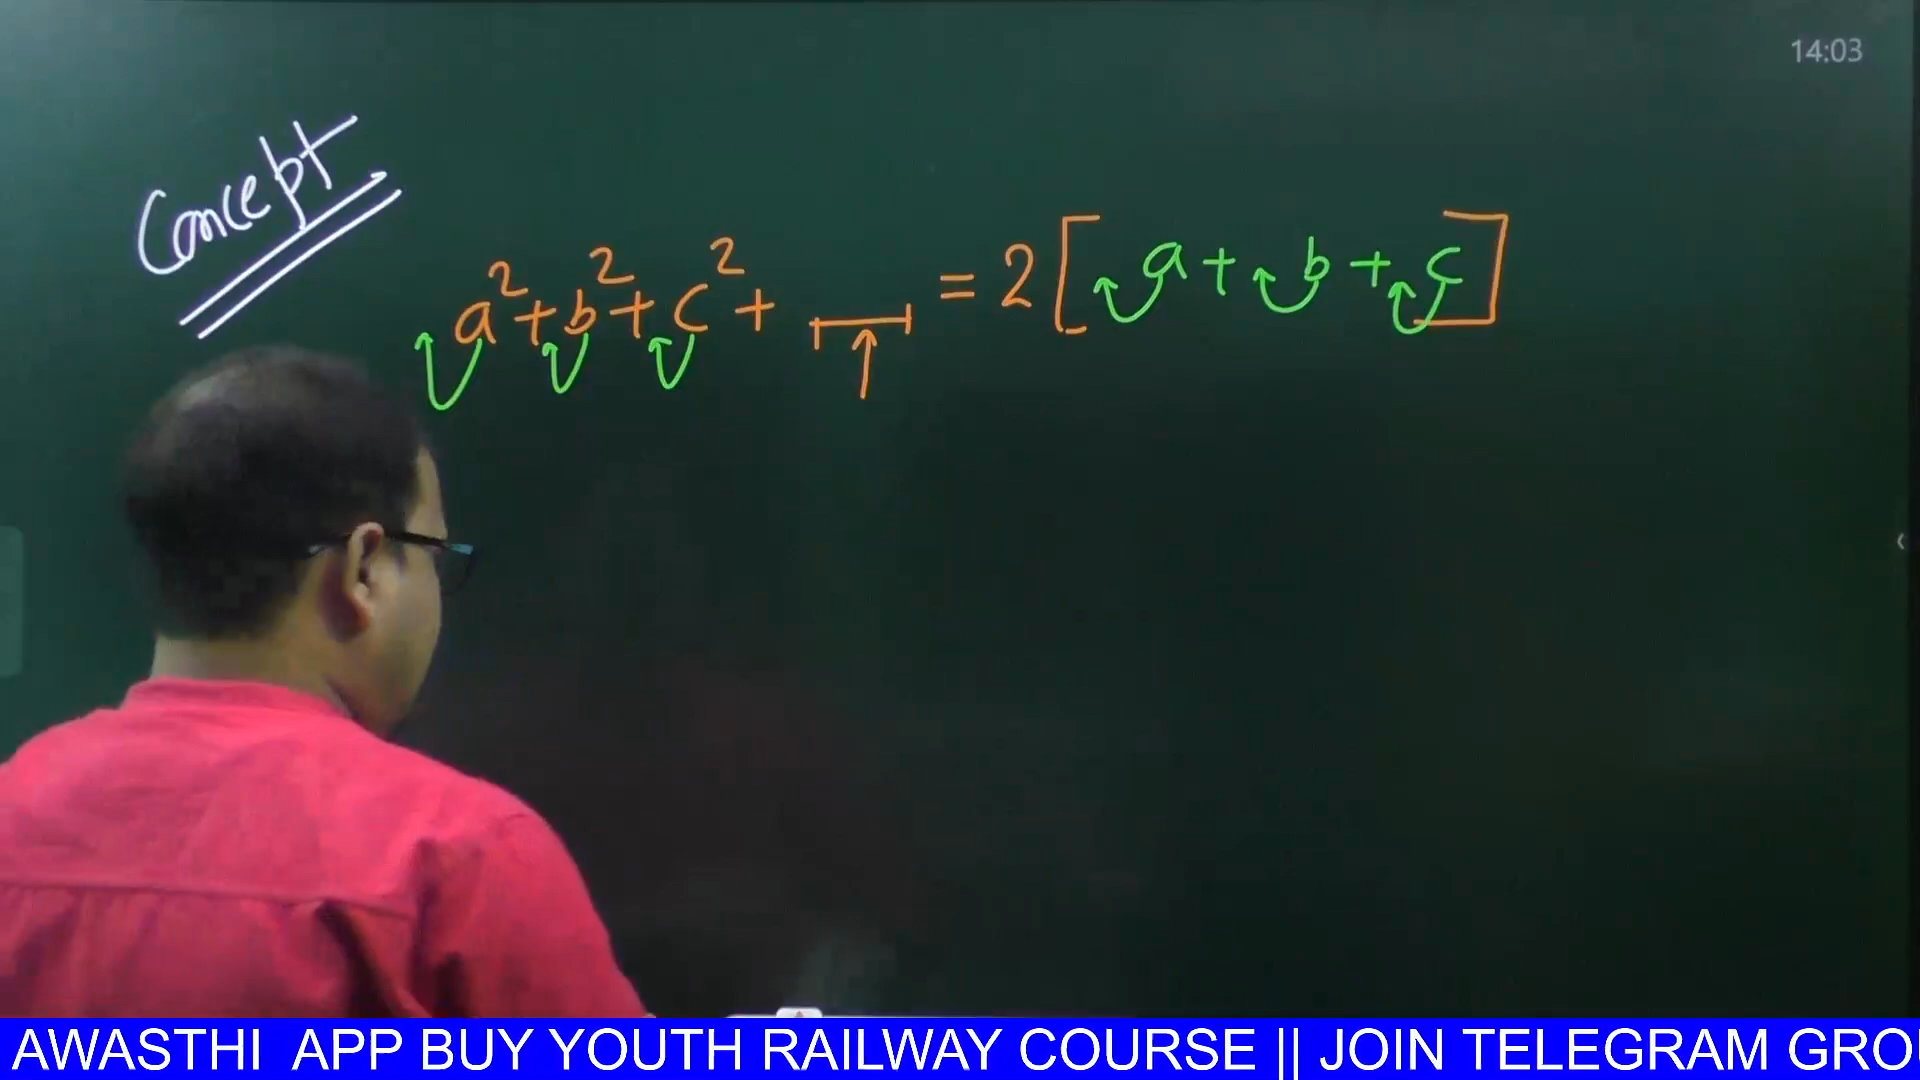 14:03
Concept
a² + b² + c² + ___ = 2 [ a + b + c ]
AWASTHI APP BUY YOUTH RAILWAY COURSE || JOIN TELEGRAM GRO